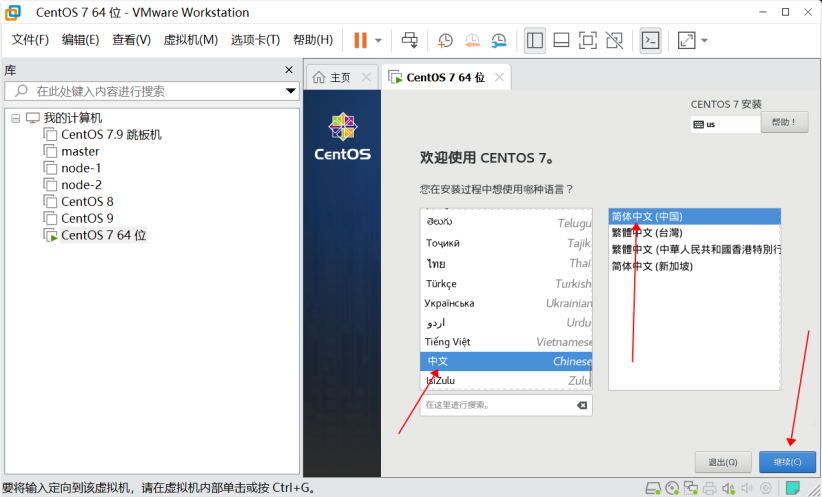 CentOS 7 64 位 - VMware Workstation
文件(F) 编辑(E) 查看(V) 虚拟机(M) 选项卡(T) 帮助(H)
库
在此处键入内容进行搜索
我的计算机
CentOS 7.9 跳板机
master
node-1
node-2
CentOS 8
CentOS 9
CentOS 7 64 位
主页 CentOS 7 64 位
CentOS
CENTOS 7 安装
us 帮助！
欢迎使用 CENTOS 7。
您在安装过程中想使用哪种语言？
తెలుగు Telugu
Тоҷикӣ Tajik
ไทย Thai
Türkçe Turkish
Українська Ukrainian
اردو Urdu
Tiếng Việt Vietnamese
中文 Chinese
IsiZulu Zulu
在这里进行搜索。
简体中文 (中国)
繁體中文 (台灣)
繁體中文 (中華人民共和國香港特別行
简体中文 (新加坡)
退出(Q) 继续(C)
要将输入定向到该虚拟机，请在虚拟机内部单击或按 Ctrl+G。